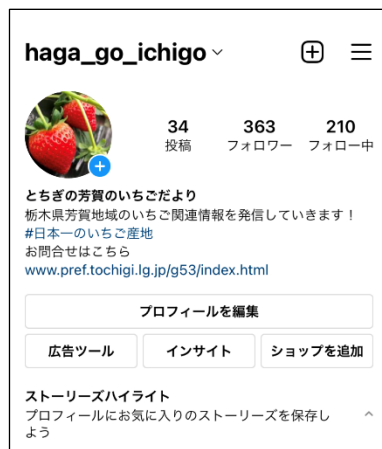 haga_go_ichigo
34 363 210
投稿 フォロワー フォロー中
とちぎの芳賀のいちごだより
栃木県芳賀地域のいちご関連情報を発信していきます！
#日本一のいちご産地
お問合せはこちら
www.pref.tochigi.lg.jp/g53/index.html
プロフィールを編集
広告ツール インサイト ショップを追加
ストーリーズハイライト
プロフィールにお気に入りのストーリーズを保存し
よう